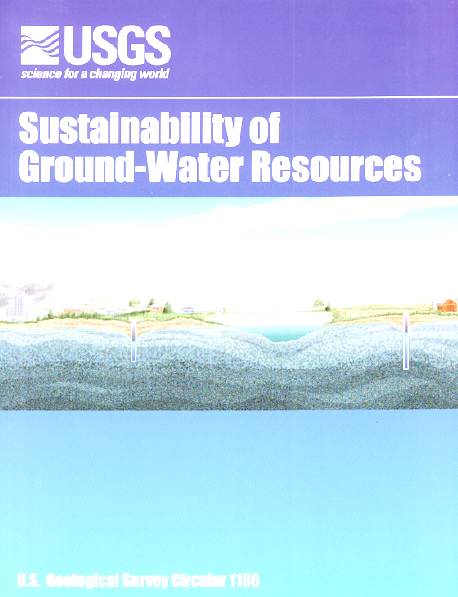 USGS
science for a changing world
Sustainability of
Ground-Water Resources
U.S. Geological Survey Circular 1186